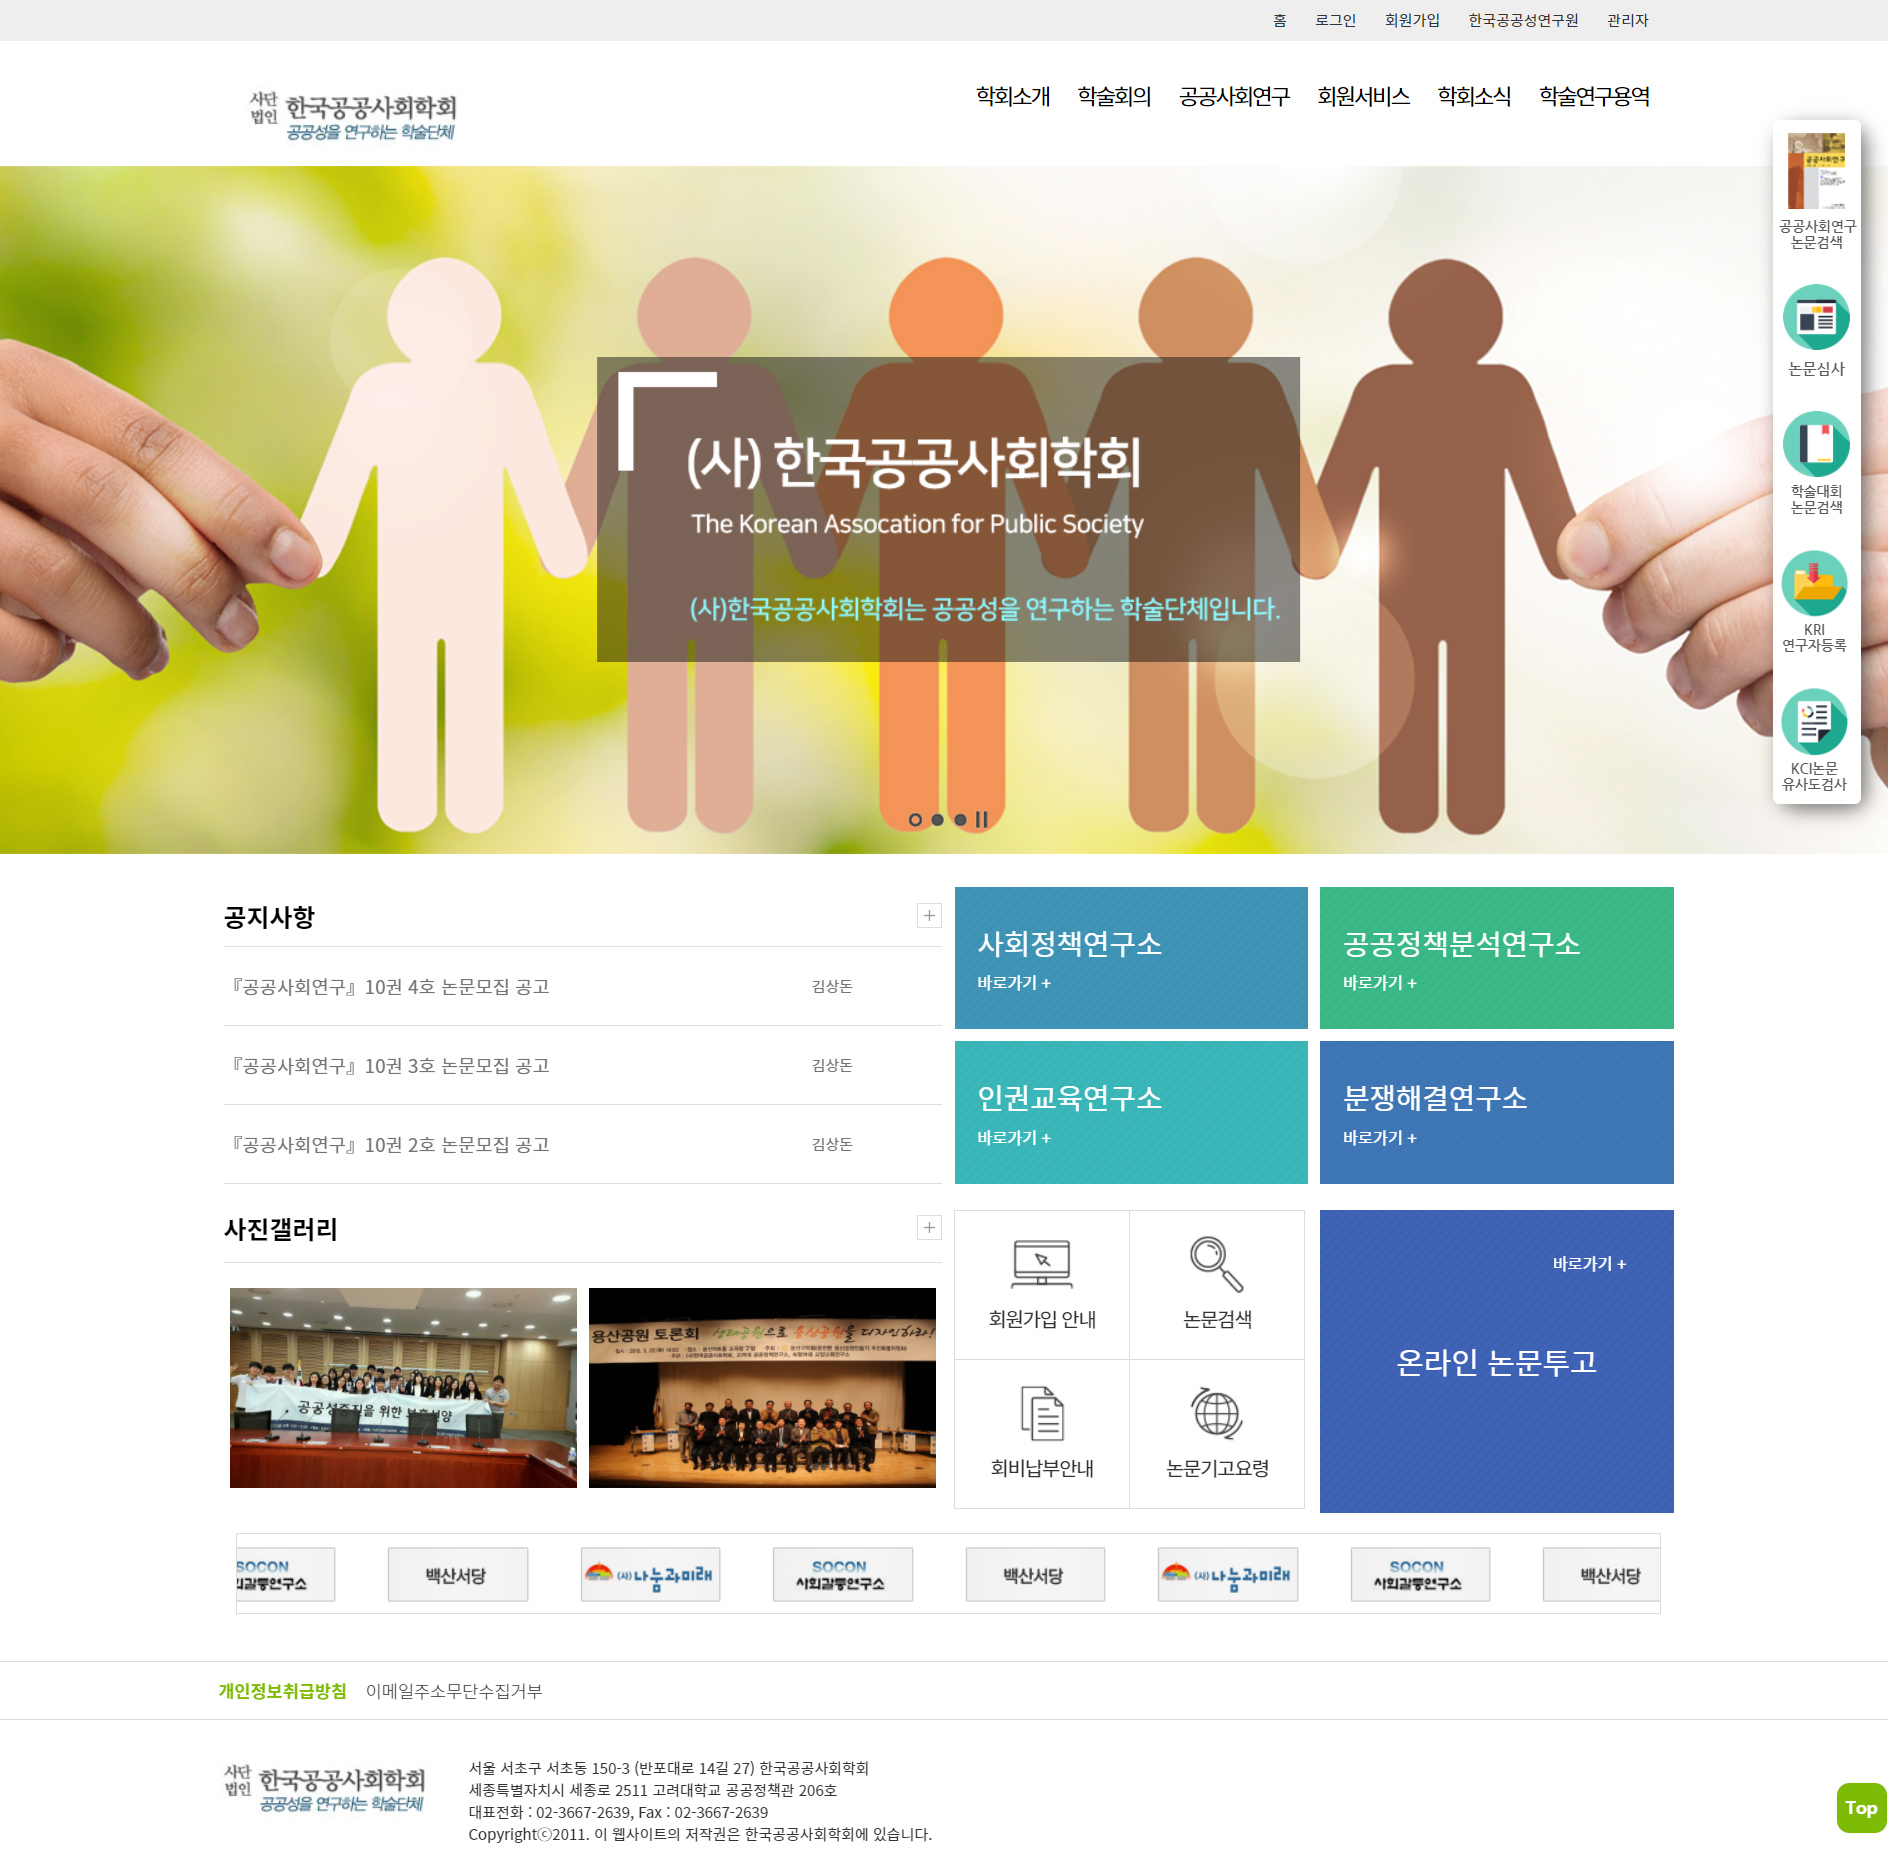 홈 로그인 회원가입 한국공공성연구원 관리자
사단법인 한국공공사회학회
공공성을 연구하는 학술단체
학회소개 학술회의 공공사회연구 회원서비스 학회소식 학술연구용역
공공사회연구
공공사회연구
논문검색
논문심사
학술대회
논문검색
KRI
연구자등록
KCI논문
유사도검사
(사) 한국공공사회학회
The Korean Assocation for Public Society
(사)한국공공사회학회는 공공성을 연구하는 학술단체입니다.
공지사항
『공공사회연구』 10권 4호 논문모집 공고 김상돈
『공공사회연구』 10권 3호 논문모집 공고 김상돈
『공공사회연구』 10권 2호 논문모집 공고 김상돈
사회정책연구소
바로가기 +
공공정책분석연구소
바로가기 +
인권교육연구소
바로가기 +
분쟁해결연구소
바로가기 +
사진갤러리
공공성증진을 위한
용산공원 토론회 생태공원으로 용산공원을 디자인하라!
회원가입 안내
논문검색
회비납부안내
논문기고요령
바로가기 +
온라인 논문투고
SOCON
사회갈등연구소
백산서당
(사)나눔과미래
SOCON
사회갈등연구소
백산서당
(사)나눔과미래
SOCON
사회갈등연구소
백산서당
개인정보취급방침 이메일주소무단수집거부
사단법인 한국공공사회학회
공공성을 연구하는 학술단체
서울 서초구 서초동 150-3 (반포대로 14길 27) 한국공공사회학회
세종특별자치시 세종로 2511 고려대학교 공공정책관 206호
대표전화 : 02-3667-2639, Fax : 02-3667-2639
Copyrightⓒ2011. 이 웹사이트의 저작권은 한국공공사회학회에 있습니다.
Top